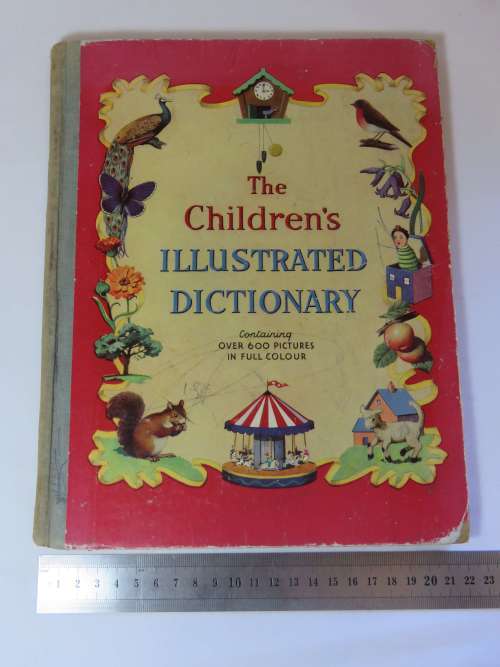 The
Children's
ILLUSTRATED
DICTIONARY
Containing
OVER 600 PICTURES
IN FULL COLOUR
1 2 3 4 5 6 7 8 9 10 11 12 13 14 15 16 17 18 19 20 21 22 23